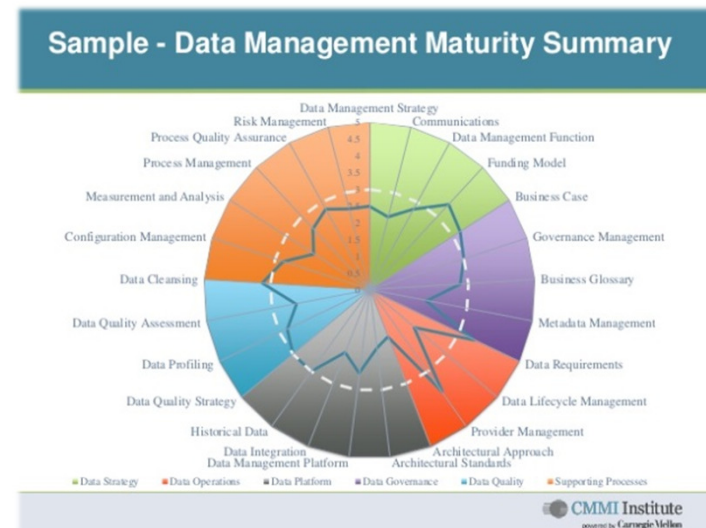 Sample - Data Management Maturity Summary
Data Management Strategy
Risk Management
Communications
Process Quality Assurance
Data Management Function
Process Management
Funding Model
Measurement and Analysis
Business Case
Configuration Management
Governance Management
Data Cleansing
Business Glossary
Data Quality Assessment
Metadata Management
Data Profiling
Data Requirements
Data Quality Strategy
Data Lifecycle Management
Historical Data
Provider Management
Data Integration
Architectural Approach
Data Management Platform
Architectural Standards
5
4.5
4
3.5
3
2.5
2
1.5
1
0.5
0
Data Strategy
Data Operations
Data Platform
Data Governance
Data Quality
Supporting Processes
CMMI Institute
powered by Carnegie Mellon